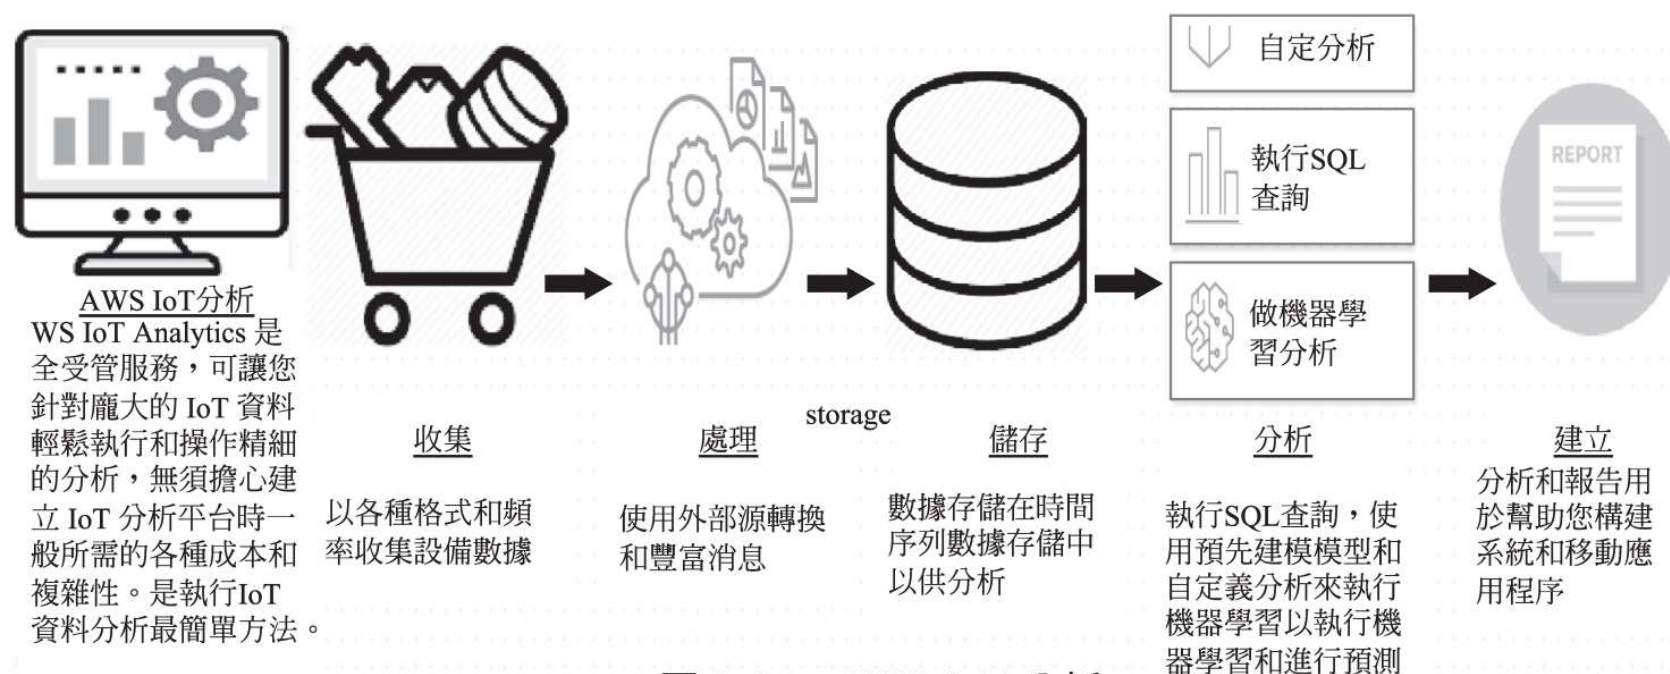 AWS IoT分析
WS IoT Analytics 是
全受管服務，可讓您
針對龐大的 IoT 資料
輕鬆執行和操作精細
的分析，無須擔心建
立 IoT 分析平台時一
般所需的各種成本和
複雜性。是執行IoT
資料分析最簡單方法。
收集
以各種格式和頻
率收集設備數據
處理
使用外部源轉換
和豐富消息
storage
儲存
數據存儲在時間
序列數據存儲中
以供分析
自定分析
執行SQL
查詢
做機器學
習分析
分析
執行SQL查詢，使
用預先建模模型和
自定義分析來執行
機器學習以執行機
器學習和進行預測
REPORT
建立
分析和報告用
於幫助您構建
系統和移動應
用程序